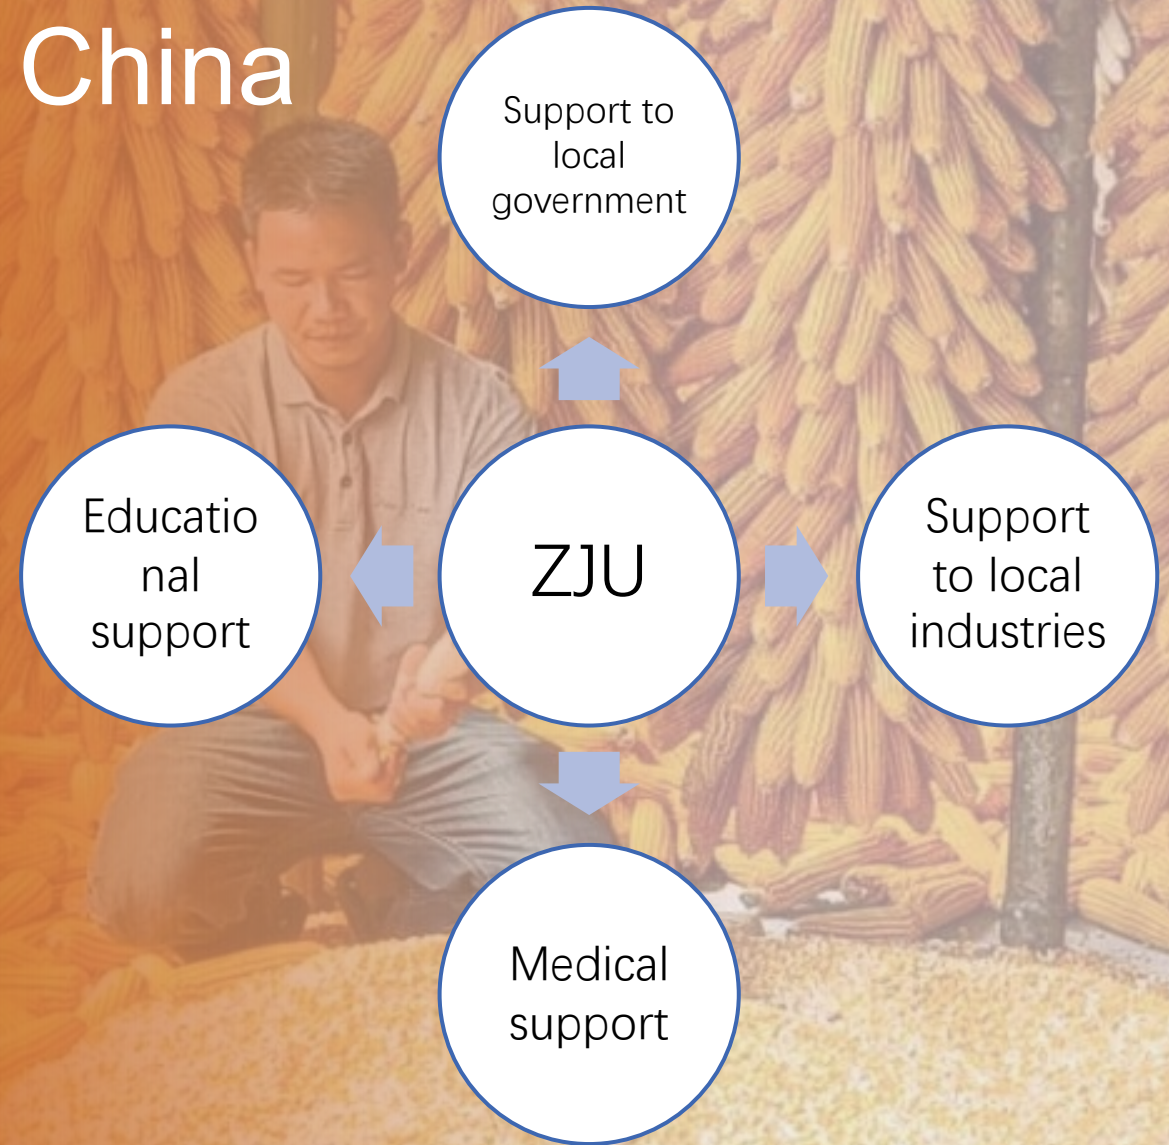 China
Support to
local
government
Educatio
nal
support
ZJU
Support
to local
industries
Medical
support